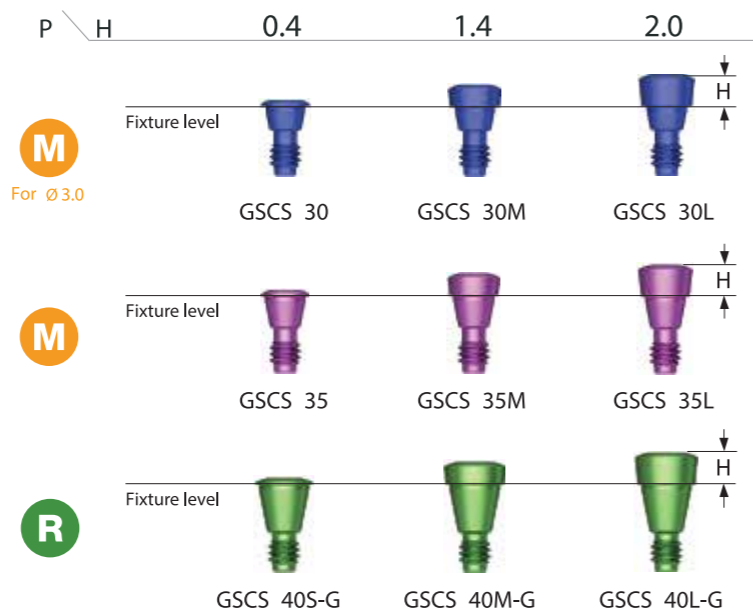 P H 0.4 1.4 2.0
H
Fixture level
M
For Ø 3.0
GSCS 30 GSCS 30M GSCS 30L
H
Fixture level
M
GSCS 35 GSCS 35M GSCS 35L
H
Fixture level
R
GSCS 40S-G GSCS 40M-G GSCS 40L-G